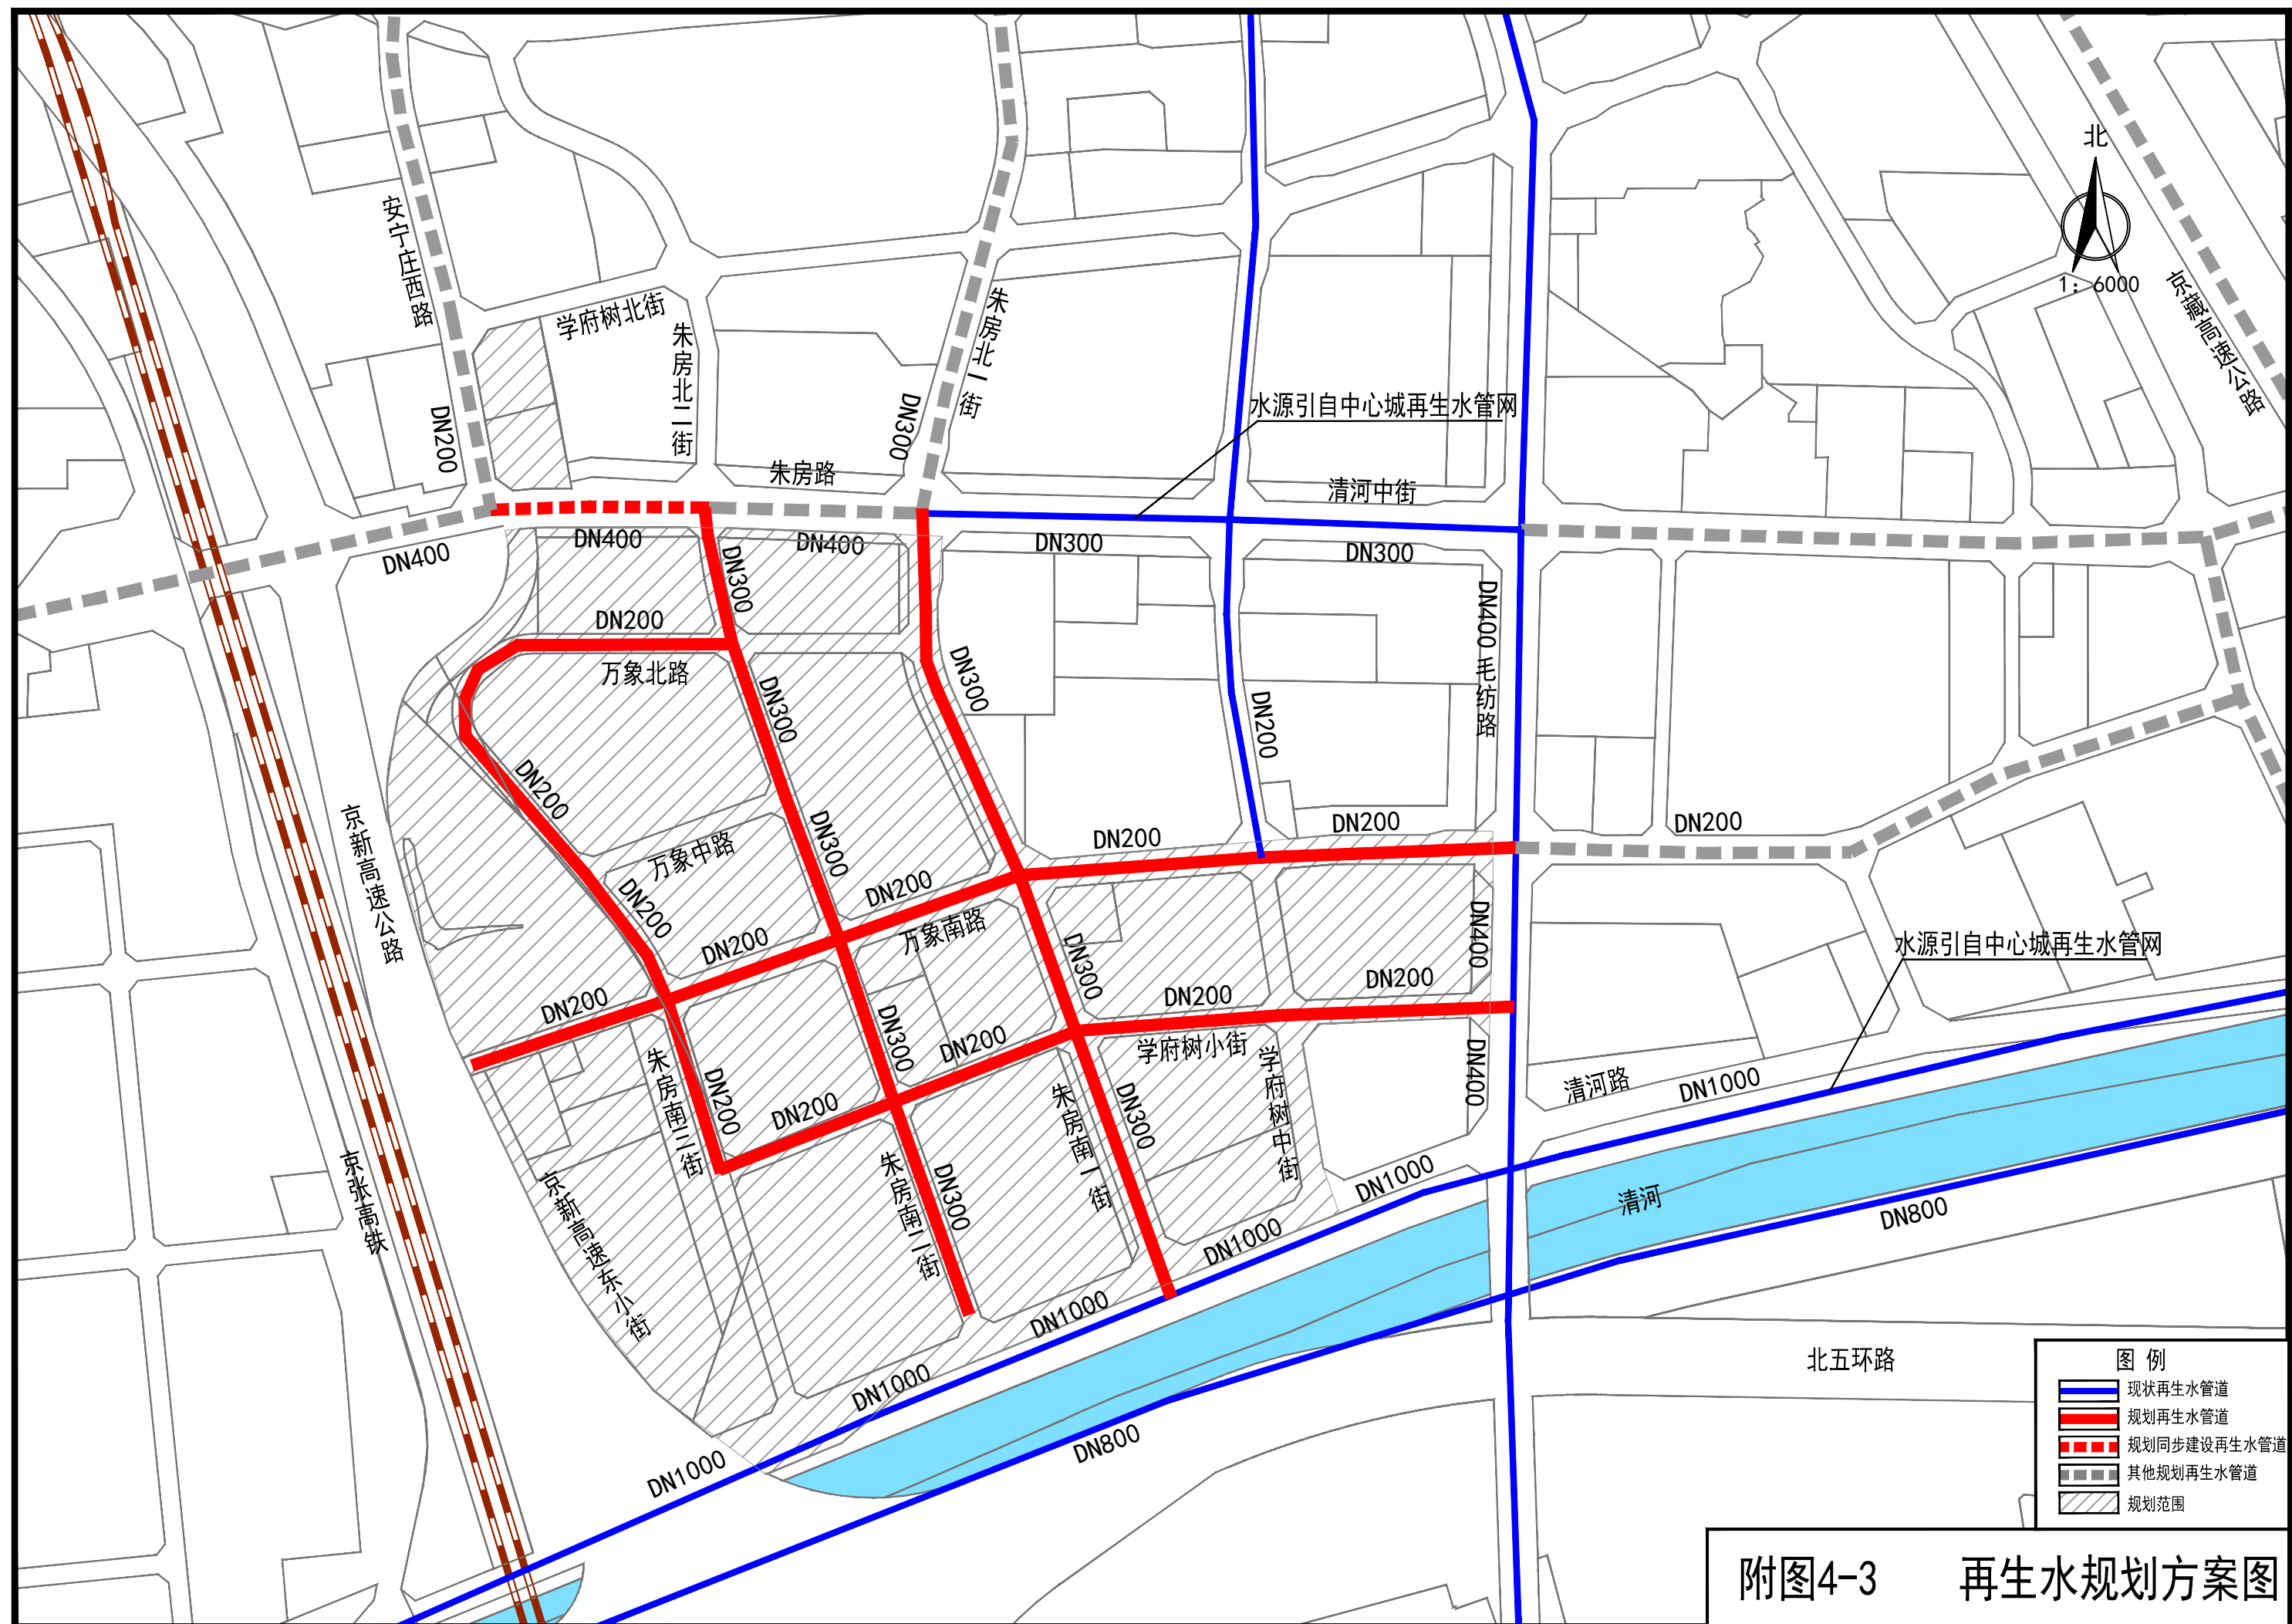 北
1：6000
安宁庄西路
学府树北街
朱房北二街
朱房北一街
京藏高速公路
DN200
DN300
水源引自中心城再生水管网
朱房路
清河中街
DN400
DN400
DN400
DN300
DN300
DN300
DN200
DN400
毛纺路
万象北路
DN300
DN300
DN200
DN200
DN300
万象中路
DN200
DN200
DN200
DN200
京新高速公路
DN200
DN200
万象南路
DN400
水源引自中心城再生水管网
DN200
DN300
DN200
DN200
DN200
DN300
DN200
学府树小街
学府树中街
DN400
朱房南三街
DN200
DN200
朱房南一街
DN300
清河路
DN1000
京张高铁
京新高速东小街
朱房南二街
DN300
DN1000
清河
DN800
DN1000
DN1000
DN1000
DN800
DN1000
北五环路
图 例
现状再生水管道
规划再生水管道
规划同步建设再生水管道
其他规划再生水管道
规划范围
附图4-3 再生水规划方案图